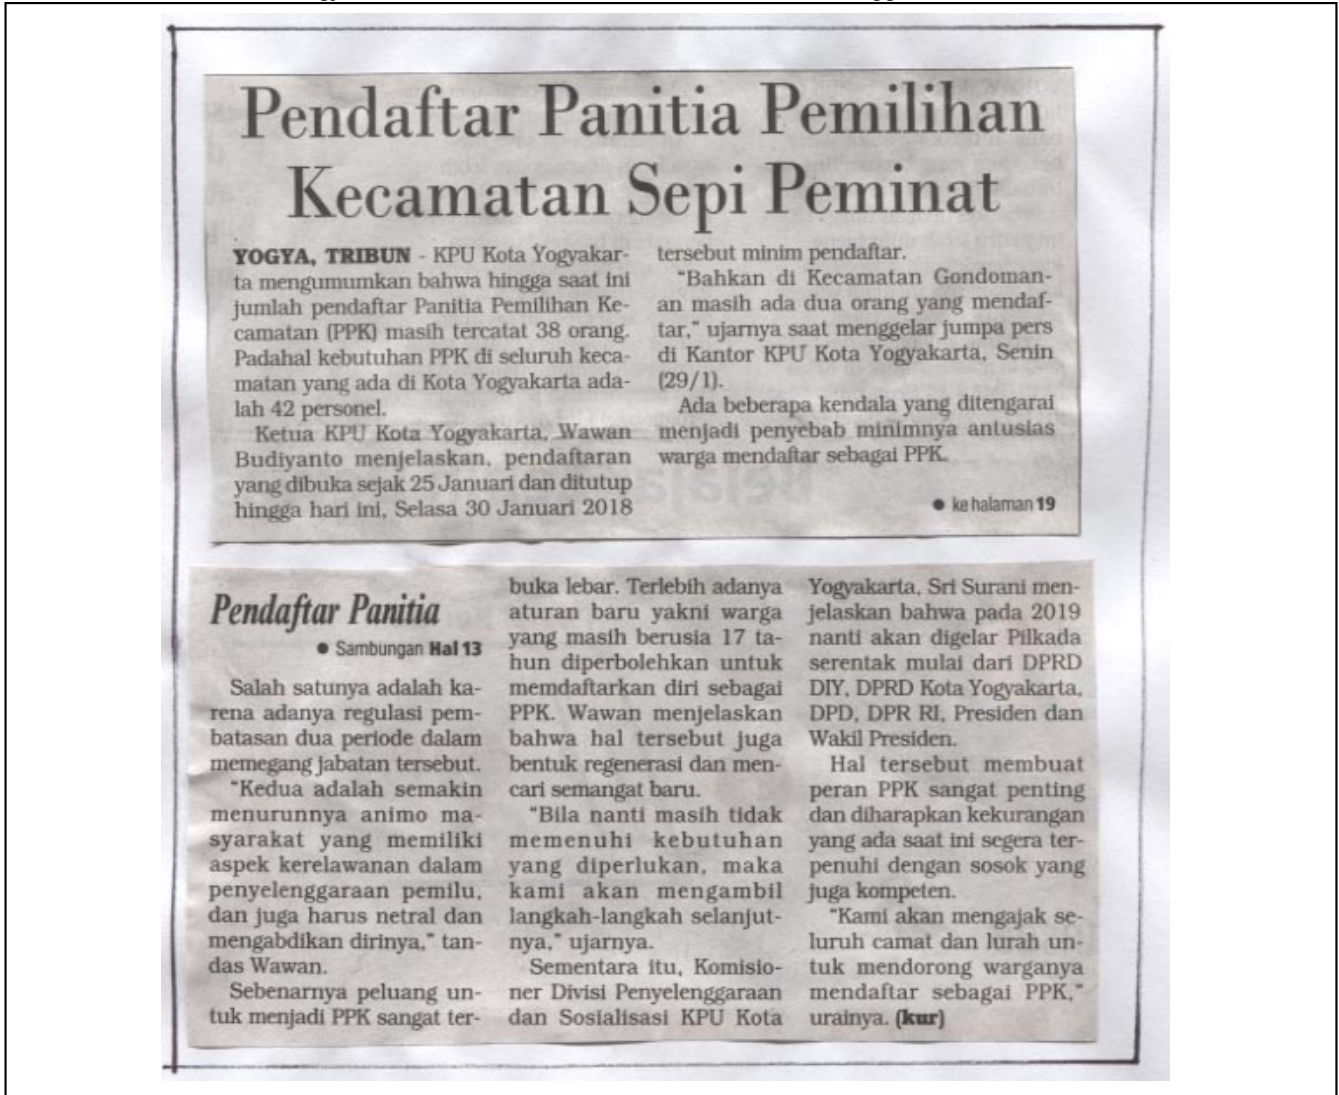 Pendaftar Panitia Pemilihan
Kecamatan Sepi Peminat
YOGYA, TRIBUN - KPU Kota Yogyakar-
ta mengumumkan bahwa hingga saat ini
jumlah pendaftar Panitia Pemilihan Ke-
camatan (PPK) masih tercatat 38 orang.
Padahal kebutuhan PPK di seluruh keca-
matan yang ada di Kota Yogyakarta ada-
lah 42 personel.
Ketua KPU Kota Yogyakarta, Wawan
Budiyanto menjelaskan, pendaftaran
yang dibuka sejak 25 Januari dan ditutup
hingga hari ini, Selasa 30 Januari 2018
tersebut minim pendaftar.
"Bahkan di Kecamatan Gondoman-
an masih ada dua orang yang mendaf-
tar," ujarnya saat menggelar jumpa pers
di Kantor KPU Kota Yogyakarta, Senin
(29/1).
Ada beberapa kendala yang ditengarai
menjadi penyebab minimnya antusias
warga mendaftar sebagai PPK.
● ke halaman 19
Pendaftar Panitia
● Sambungan Hal 13
Salah satunya adalah ka-
rena adanya regulasi pem-
batasan dua periode dalam
memegang jabatan tersebut.
"Kedua adalah semakin
menurunnya animo ma-
syarakat yang memiliki
aspek kerelawanan dalam
penyelenggaraan pemilu,
dan juga harus netral dan
mengabdikan dirinya," tan-
das Wawan.
Sebenarnya peluang un-
tuk menjadi PPK sangat ter-
buka lebar. Terlebih adanya
aturan baru yakni warga
yang masih berusia 17 ta-
hun diperbolehkan untuk
memdaftarkan diri sebagai
PPK. Wawan menjelaskan
bahwa hal tersebut juga
bentuk regenerasi dan men-
cari semangat baru.
"Bila nanti masih tidak
memenuhi kebutuhan
yang diperlukan, maka
kami akan mengambil
langkah-langkah selanjut-
nya," ujarnya.
Sementara itu, Komisio-
ner Divisi Penyelenggaraan
dan Sosialisasi KPU Kota
Yogyakarta, Sri Surani men-
jelaskan bahwa pada 2019
nanti akan digelar Pilkada
serentak mulai dari DPRD
DIY, DPRD Kota Yogyakarta,
DPD, DPR RI, Presiden dan
Wakil Presiden.
Hal tersebut membuat
peran PPK sangat penting
dan diharapkan kekurangan
yang ada saat ini segera ter-
penuhi dengan sosok yang
juga kompeten.
"Kami akan mengajak se-
luruh camat dan lurah un-
tuk mendorong warganya
mendaftar sebagai PPK,"
urainya. (kur)